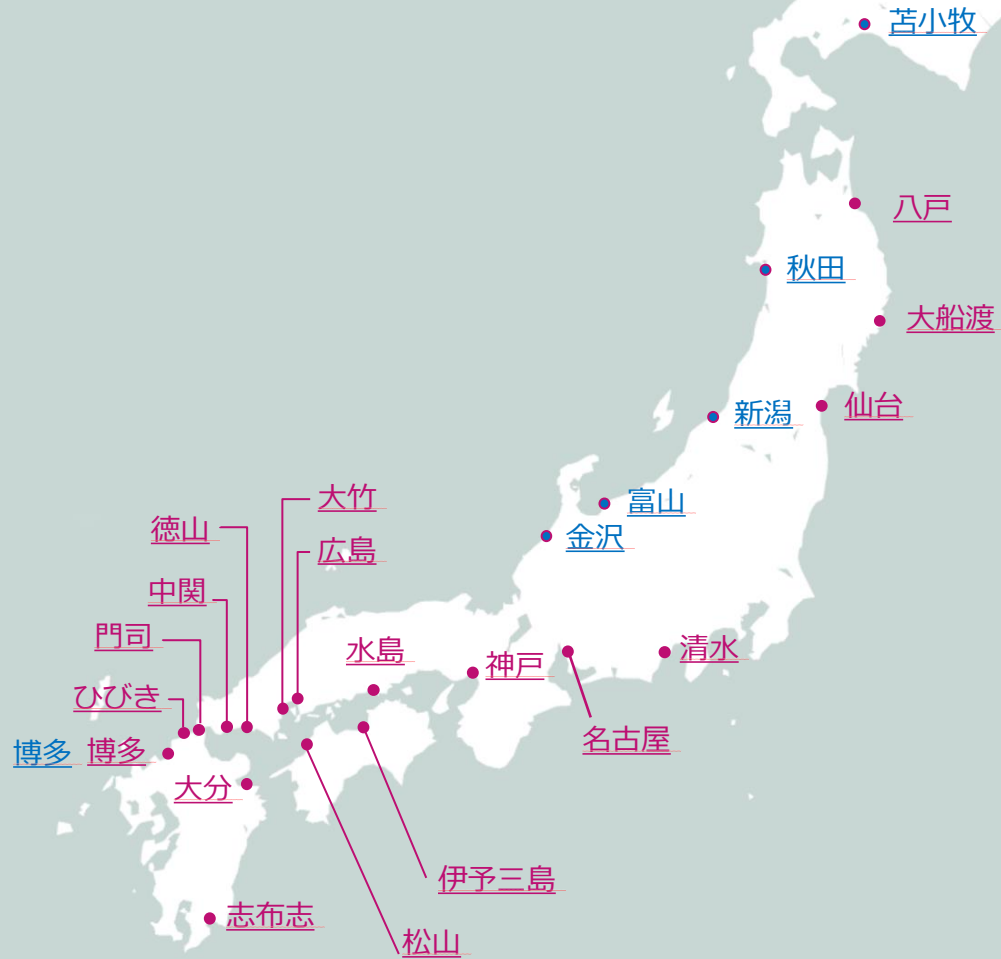 苫小牧
八戸
秋田
大船渡
仙台
新潟
大竹
富山
徳山
金沢
広島
中関
門司
水島
清水
神戸
ひびき
名古屋
博多 博多
大分
伊予三島
志布志
松山